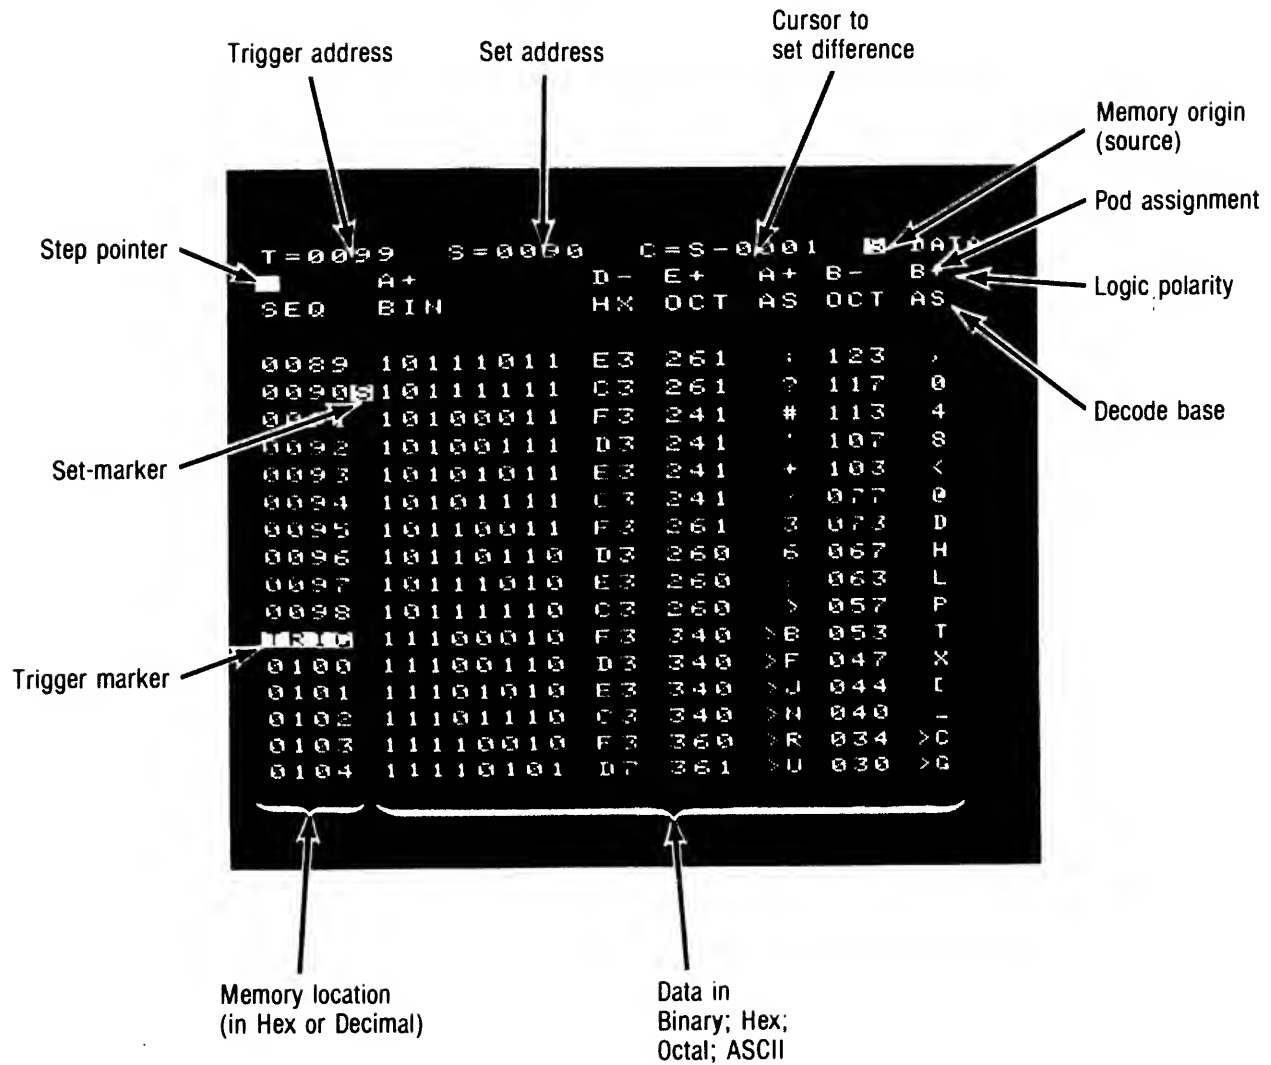 Cursor to
set difference
Trigger address
Set address
Memory origin
(source)
Pod assignment
Step pointer
Logic polarity
Decode base
Set-marker
Trigger marker
T=0099 S=0090 C=S-0001 DATA
A+ D- E+ A+ B- B+
SEQ BIN HX OCT AS OCT AS
0089 10111011 E3 261 ; 123 ,
0090S 10111111 C3 261 ? 117 0
10100011 F3 241 # 113 4
0092 10100111 D3 241 ' 107 8
0093 10101011 E3 241 + 103 <
0094 10101111 C3 241 077 @
0095 10110011 F3 261 3 073 D
0096 10110110 D3 260 6 067 H
0097 10111010 E3 260 063 L
0098 10111110 C3 260 > 057 P
TRIG 11100010 F3 340 >B 053 T
0100 11100110 D3 340 >F 047 X
0101 11101010 E3 340 >J 044 [
0102 11101110 C3 340 >N 040 _
0103 11110010 F3 360 >R 034 >C
0104 11110101 D7 361 >U 030 >G
Memory location
(in Hex or Decimal)
Data in
Binary; Hex;
Octal; ASCII